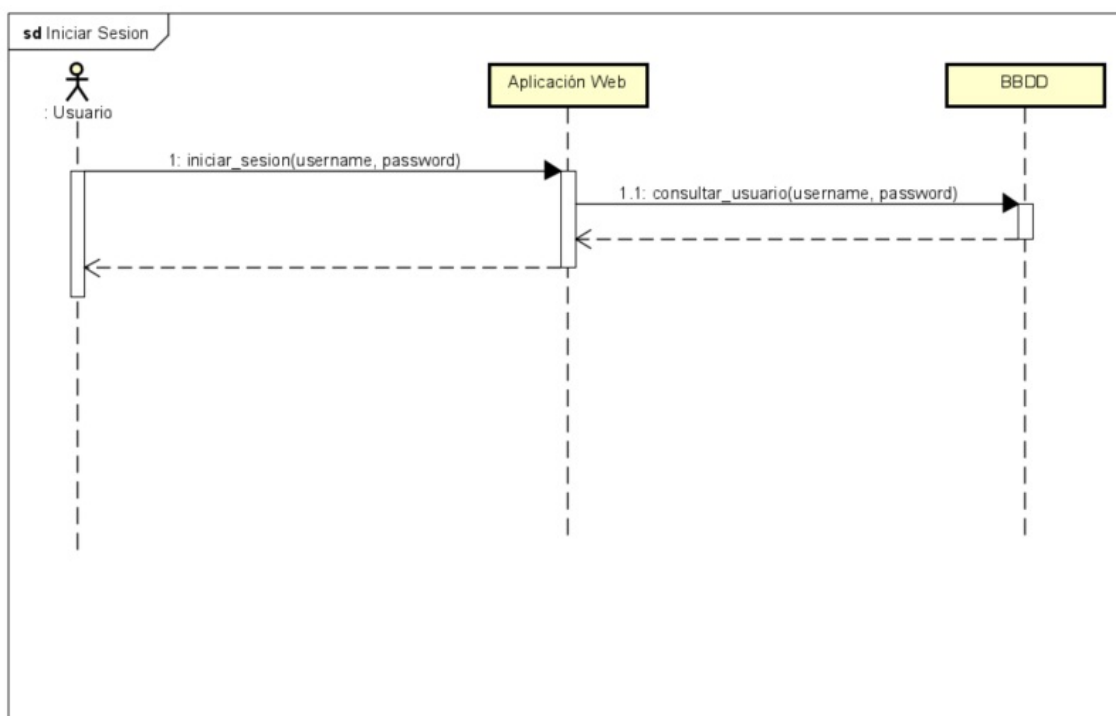 sd Iniciar Sesion
: Usuario
Aplicación Web
BBDD
1: iniciar_sesion(username, password)
1.1: consultar_usuario(username, password)